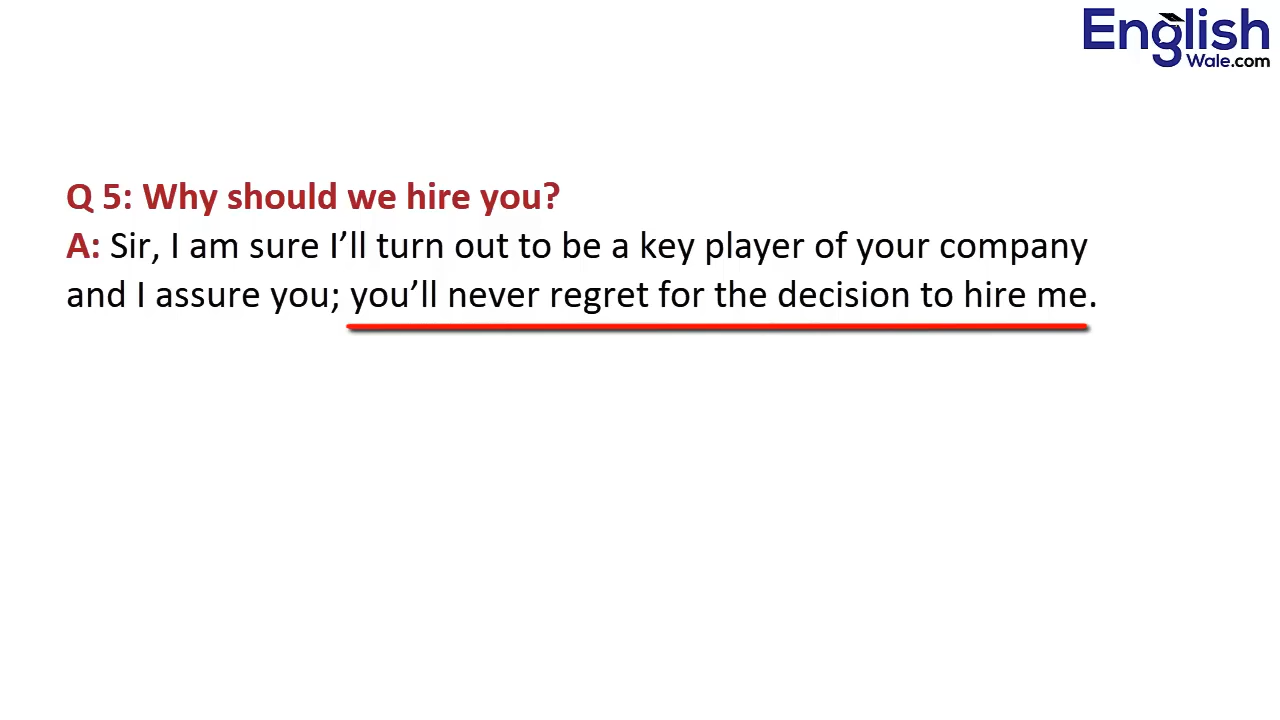 English
Wale.com
Q 5: Why should we hire you?
A: Sir, I am sure I’ll turn out to be a key player of your company
and I assure you; you’ll never regret for the decision to hire me.